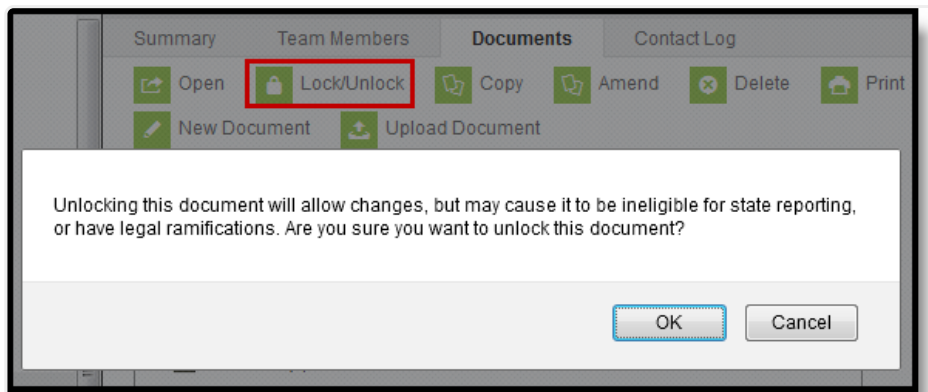 Summary Team Members Documents Contact Log
Open Lock/Unlock Copy Amend Delete Print
New Document Upload Document
Unlocking this document will allow changes, but may cause it to be ineligible for state reporting,
or have legal ramifications. Are you sure you want to unlock this document?
OK Cancel